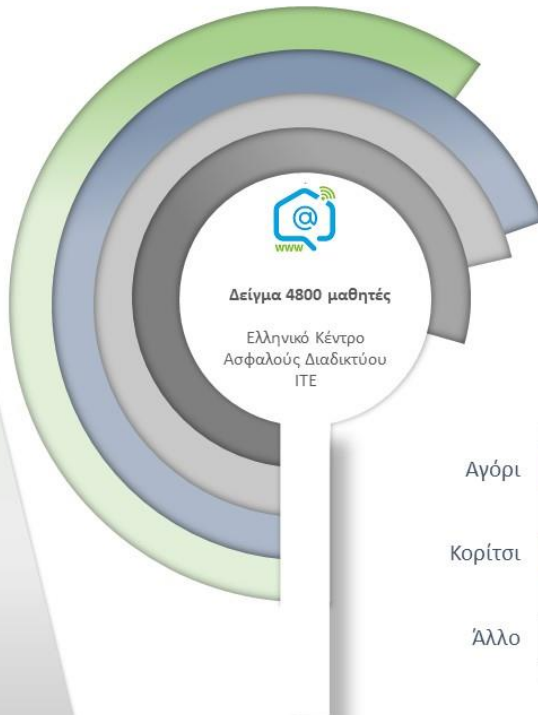 @
www
Δείγμα 4800 μαθητές
Ελληνικό Κέντρο
Ασφαλούς Διαδικτύου
ΙΤΕ
Αγόρι
Κορίτσι
Άλλο